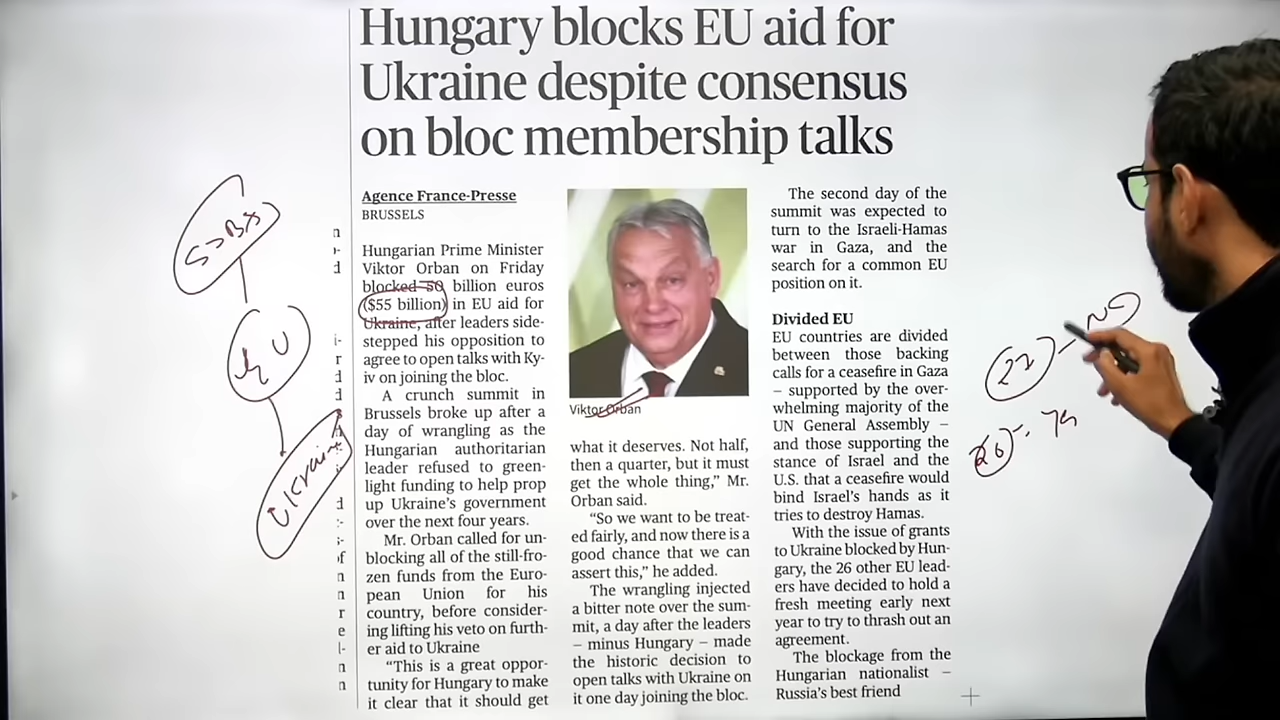 Hungary blocks EU aid for
Ukraine despite consensus
on bloc membership talks
Agence France-Presse
BRUSSELS
Hungarian Prime Minister
Viktor Orban on Friday
blocked 50 billion euros
($55 billion) in EU aid for
Ukraine, after leaders side-
stepped his opposition to
agree to open talks with Ky-
iv on joining the bloc.
A crunch summit in
Brussels broke up after a
day of wrangling as the
Hungarian authoritarian
leader refused to green-
light funding to help prop
up Ukraine's government
over the next four years.
Mr. Orban called for un-
blocking all of the still-fro-
zen funds from the Euro-
pean Union for his
country, before consider-
ing lifting his veto on furth-
er aid to Ukraine
"This is a great oppor-
tunity for Hungary to make
it clear that it should get
Viktor Orban
what it deserves. Not half,
then a quarter, but it must
get the whole thing," Mr.
Orban said.
"So we want to be treat-
ed fairly, and now there is a
good chance that we can
assert this," he added.
The wrangling injected
a bitter note over the sum-
mit, a day after the leaders
– minus Hungary – made
the historic decision to
open talks with Ukraine on
it one day joining the bloc.
The second day of the
summit was expected to
turn to the Israeli-Hamas
war in Gaza, and the
search for a common EU
position on it.
Divided EU
EU countries are divided
between those backing
calls for a ceasefire in Gaza
– supported by the over-
whelming majority of the
UN General Assembly –
and those supporting the
stance of Israel and the
U.S. that a ceasefire would
bind Israel's hands as it
tries to destroy Hamas.
With the issue of grants
to Ukraine blocked by Hun-
gary, the 26 other EU lead-
ers have decided to hold a
fresh meeting early next
year to try to thrash out an
agreement.
The blockage from the
Hungarian nationalist –
Russia's best friend
EU
Ukraine